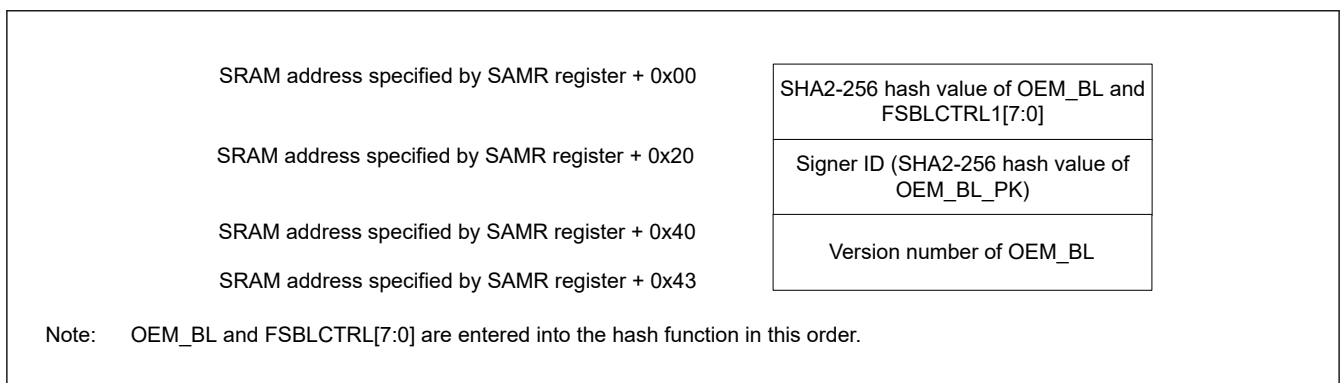 SRAM address specified by SAMR register + 0x00
SHA2-256 hash value of OEM_BL and
FSBLCTRL1[7:0]
SRAM address specified by SAMR register + 0x20
Signer ID (SHA2-256 hash value of
OEM_BL_PK)
SRAM address specified by SAMR register + 0x40
Version number of OEM_BL
SRAM address specified by SAMR register + 0x43
Note: OEM_BL and FSBLCTRL[7:0] are entered into the hash function in this order.